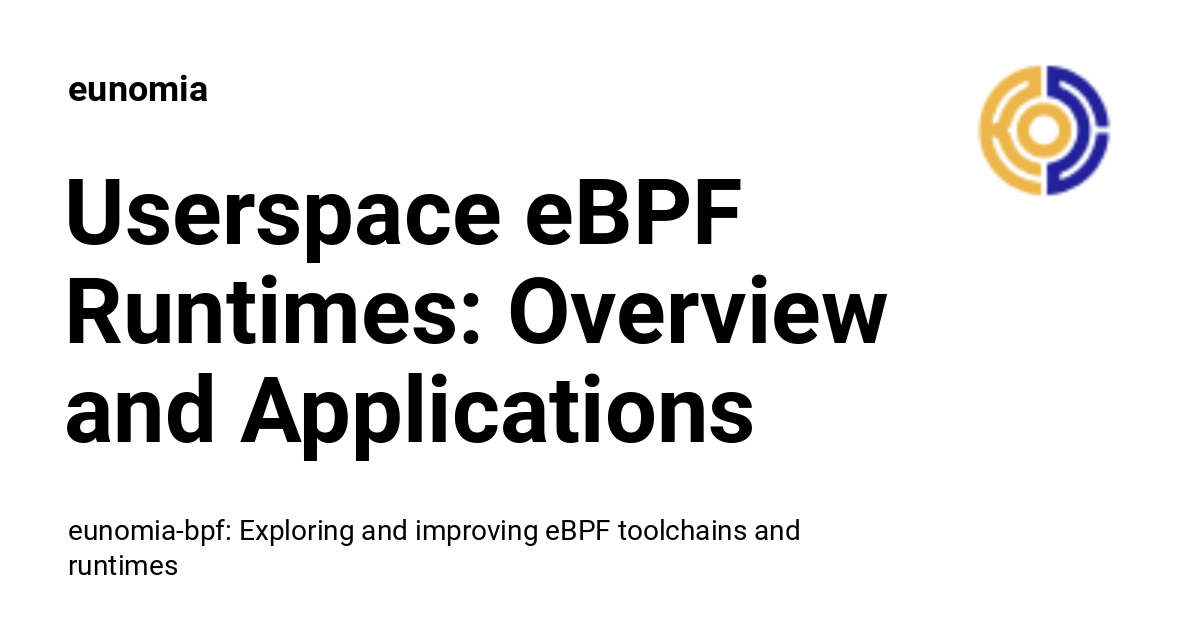 eunomia
Userspace eBPF
Runtimes: Overview
and Applications
eunomia-bpf: Exploring and improving eBPF toolchains and
runtimes